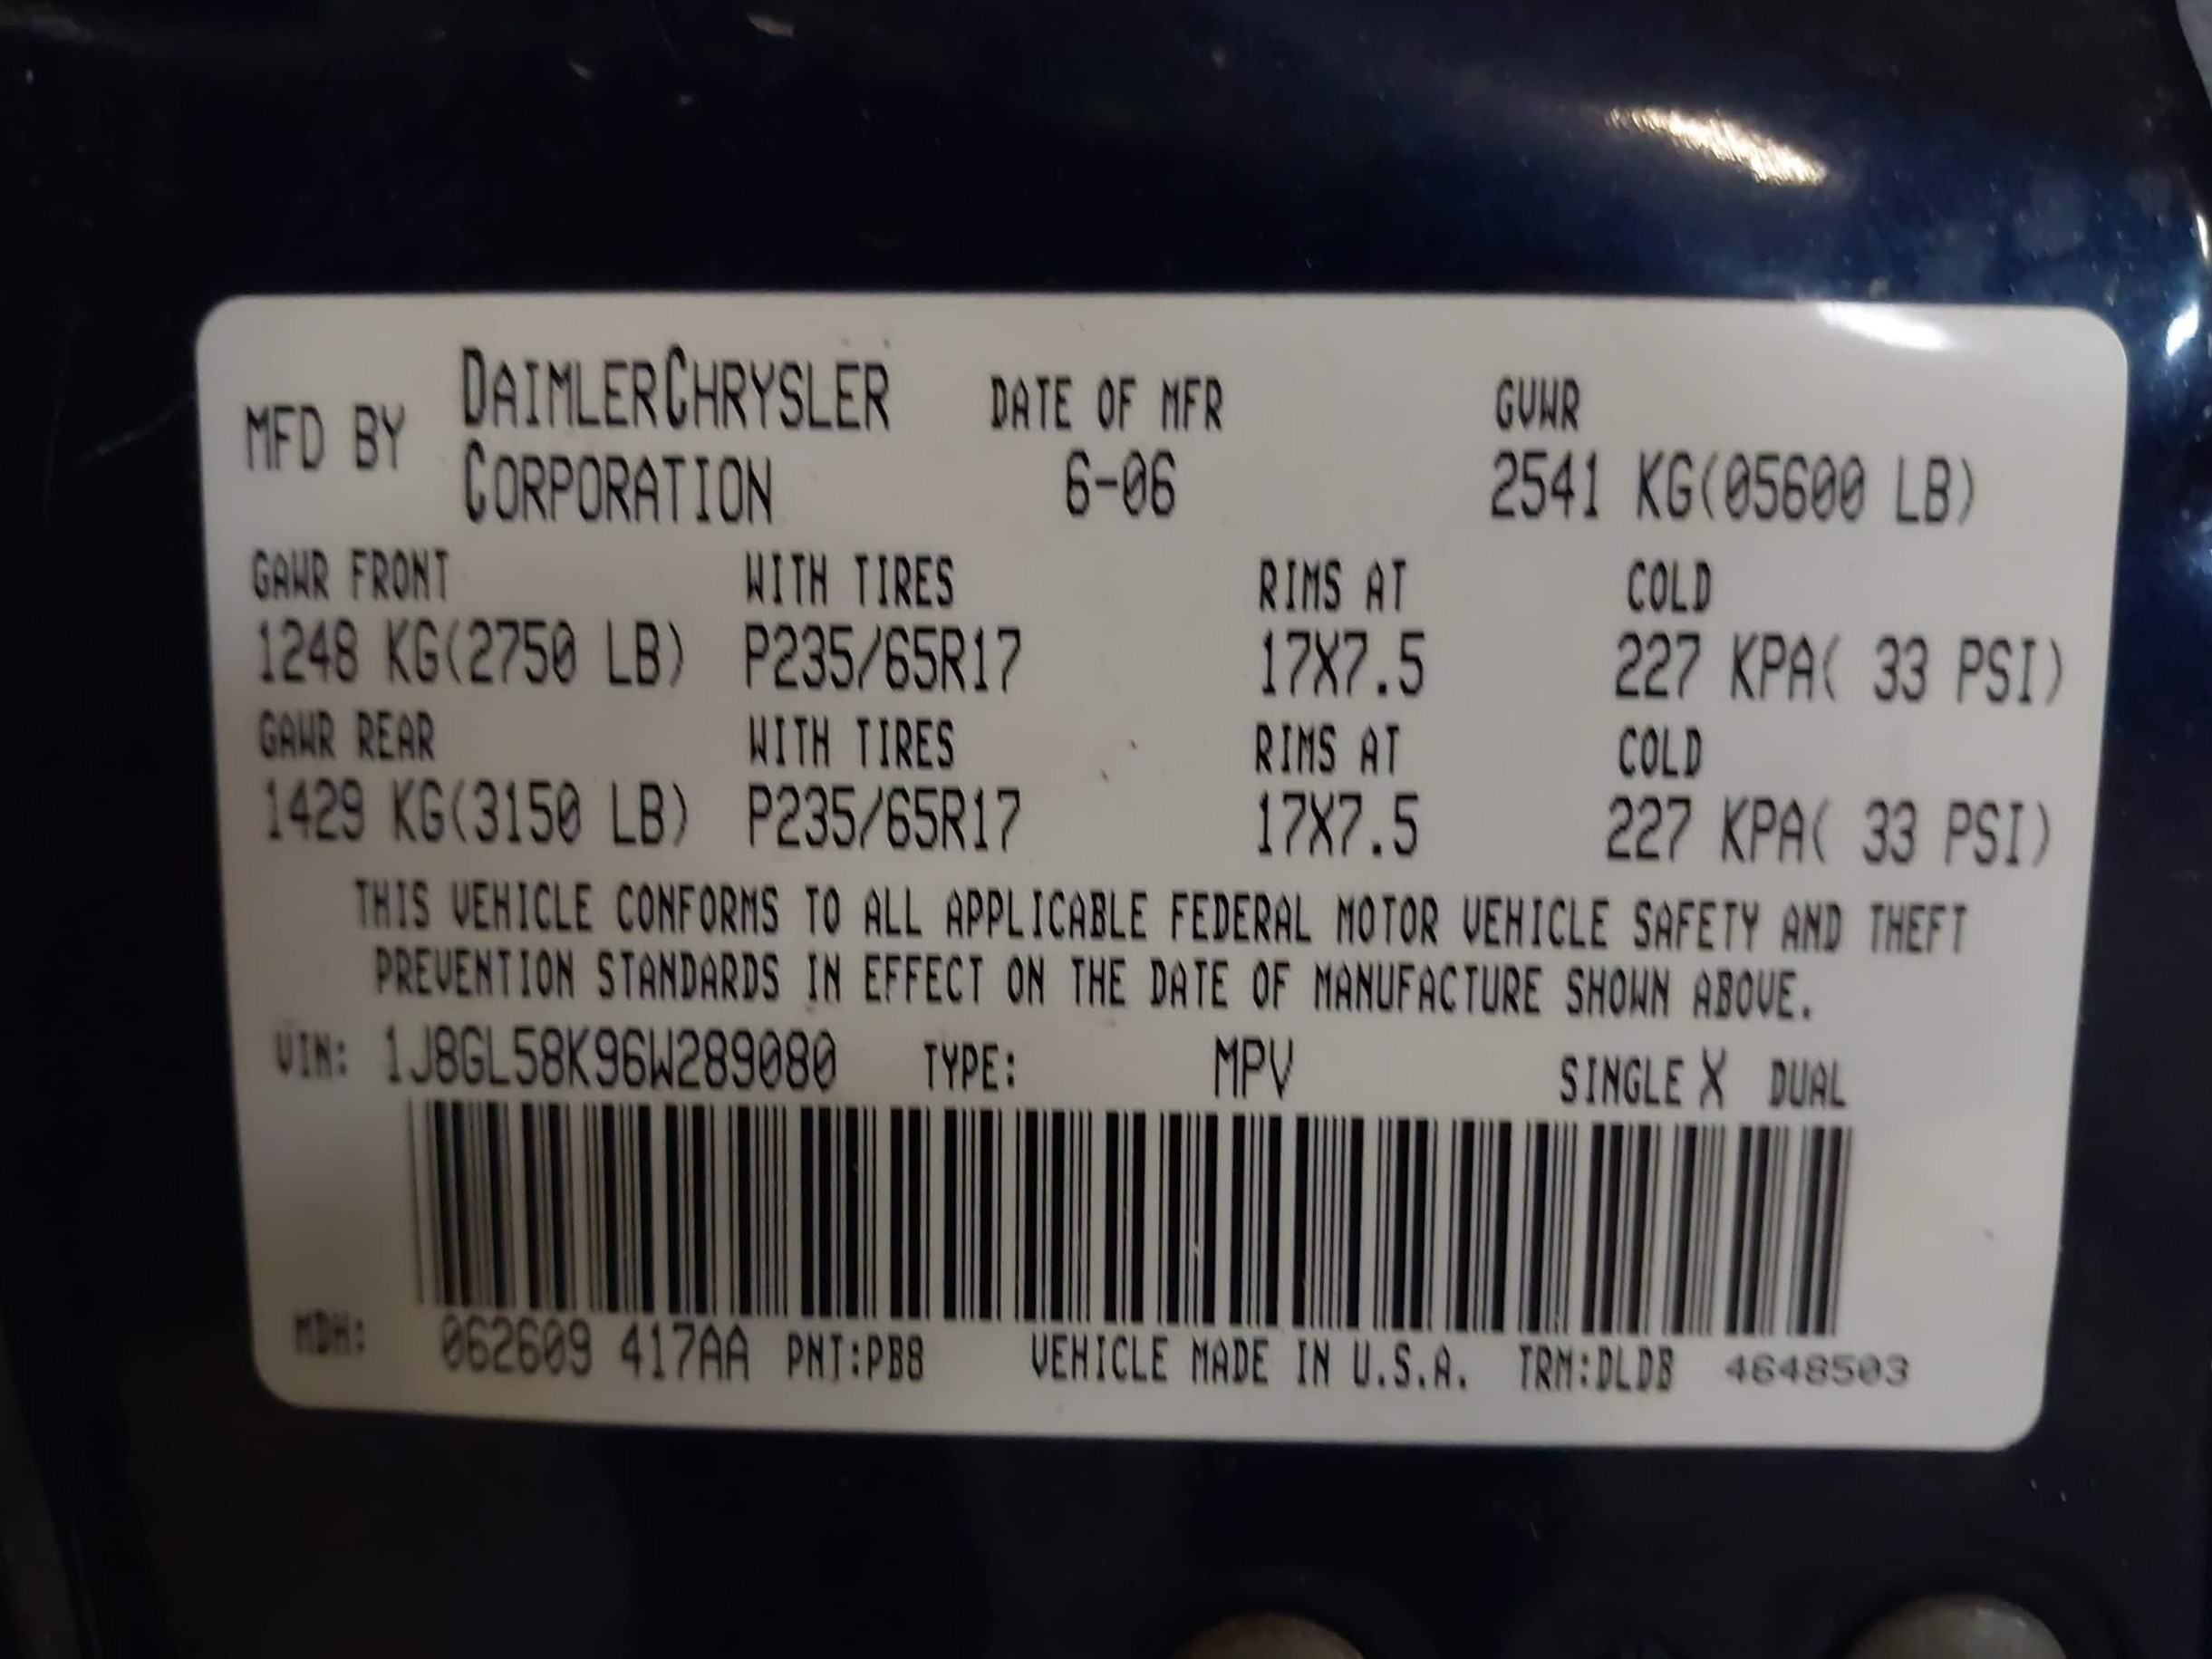 MFD BY DAIMLERCHRYSLER CORPORATION DATE OF MFR 6-06 GVWR 2541 KG(05600 LB)
GAWR FRONT WITH TIRES RIMS AT COLD
1248 KG(2750 LB) P235/65R17 17X7.5 227 KPA( 33 PSI)
GAWR REAR WITH TIRES RIMS AT COLD
1429 KG(3150 LB) P235/65R17 17X7.5 227 KPA( 33 PSI)
THIS VEHICLE CONFORMS TO ALL APPLICABLE FEDERAL MOTOR VEHICLE SAFETY AND THEFT
PREVENTION STANDARDS IN EFFECT ON THE DATE OF MANUFACTURE SHOWN ABOVE.
VIN: 1J8GL58K96W289080 TYPE: MPV SINGLE X DUAL
MDH: 062609 417AA PNT:PB8 VEHICLE MADE IN U.S.A. TRM:DLDB 4648503